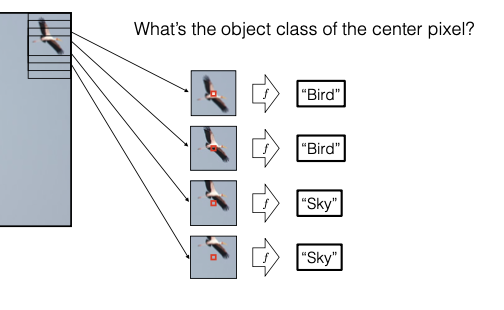 What's the object class of the center pixel?
f
"Bird"
f
"Bird"
f
"Sky"
f
"Sky"